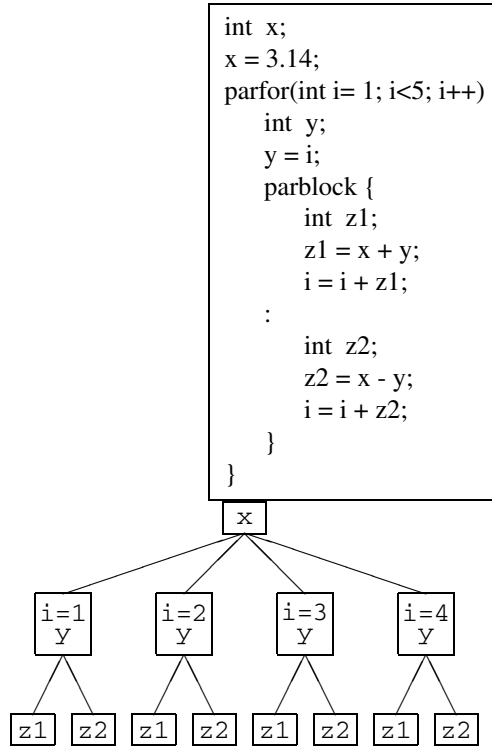 int x;
x = 3.14;
parfor(int i= 1; i<5; i++)
int y;
y = i;
parblock {
int z1;
z1 = x + y;
i = i + z1;
:
int z2;
z2 = x - y;
i = i + z2;
}
}
x
i=1 i=2 i=3 i=4
y y y y
z1 z2 z1 z2 z1 z2 z1 z2